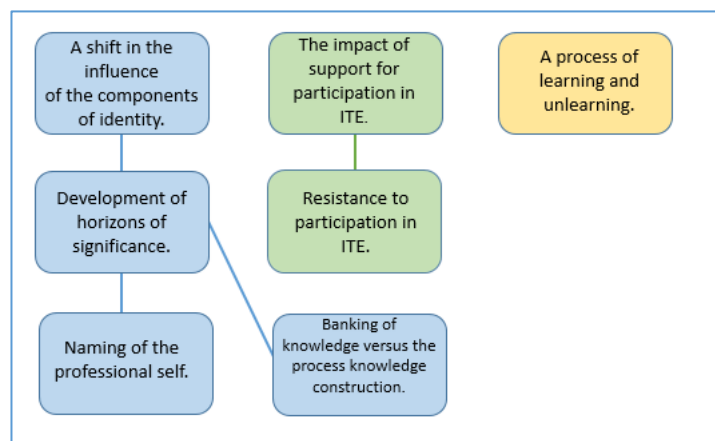 A shift in the
influence
of the components
of identity.
The impact of
support for
participation in
ITE.
A process of
learning and
unlearning.
Development of
horizons of
significance.
Resistance to
participation in
ITE.
Naming of the
professional self.
Banking of
knowledge versus the
process knowledge
construction.